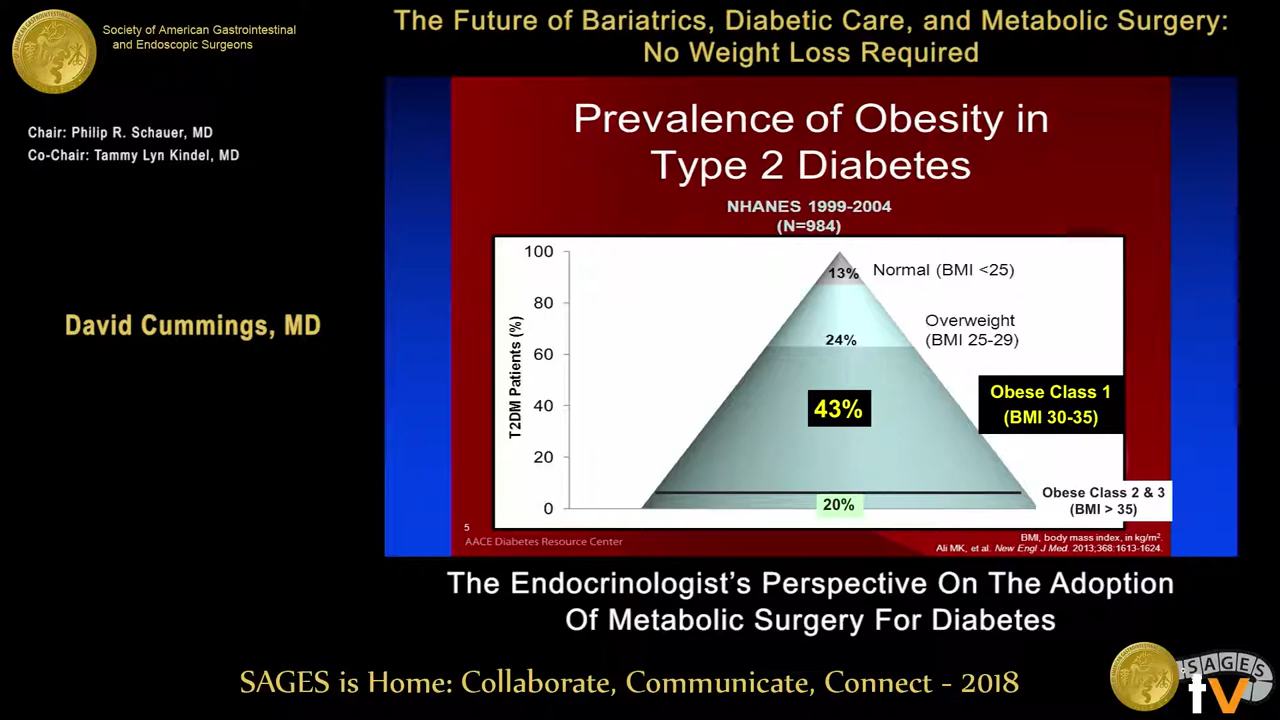 Society of American Gastrointestinal
and Endoscopic Surgeons
Chair: Philip R. Schauer, MD
Co-Chair: Tammy Lyn Kindel, MD
David Cummings, MD
The Future of Bariatrics, Diabetic Care, and Metabolic Surgery:
No Weight Loss Required
Prevalence of Obesity in
Type 2 Diabetes
NHANES 1999-2004
(N=984)
T2DM Patients (%)
100
80
60
40
20
0
13%
Normal (BMI <25)
24%
Overweight
(BMI 25-29)
43%
Obese Class 1
(BMI 30-35)
20%
Obese Class 2 & 3
(BMI > 35)
5
AACE Diabetes Resource Center
BMI, body mass index, in kg/m².
Ali MK, et al. New Engl J Med. 2013;368:1613-1624.
The Endocrinologist's Perspective On The Adoption
Of Metabolic Surgery For Diabetes
SAGES is Home: Collaborate, Communicate, Connect - 2018
SAGES
tv